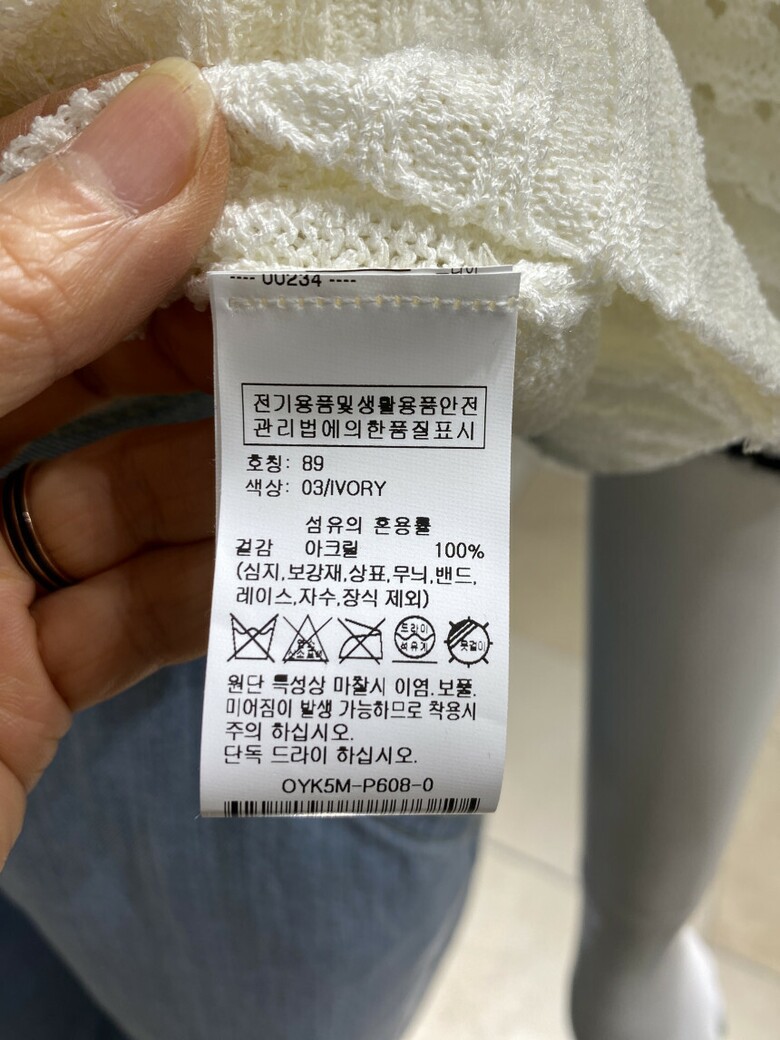 ---- 00234 ----
드라이
전기용품및생활용품안전
관리법에의한품질표시
호칭: 89
색상: 03/IVORY
섬유의 혼용률
겉감 아크릴 100%
(심지,보강재,상표,무늬,밴드,
레이스,자수,장식 제외)
드라이
석유계
옷걸이
원단 특성상 마찰시 이염.보풀.
미어짐이 발생 가능하므로 착용시
주의 하십시오.
단독 드라이 하십시오.
OYK5M-P608-0